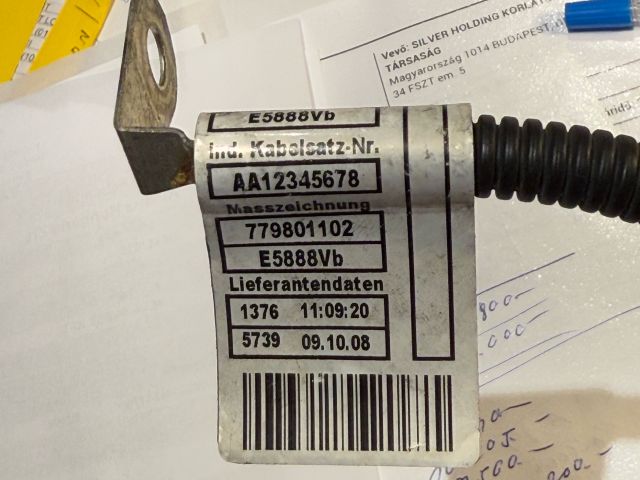 Vevő: SILVER HOLDING KORLÁT
TÁRSASÁG
Magyarország 1014 BUDAPEST,
34 FSZT em. 5
E5888Vb
ind. Kabelsatz-Nr.
AA12345678
Masszeichnung
779801102
E5888Vb
Lieferantendaten
1376 11:09:20
5739 09.10.08